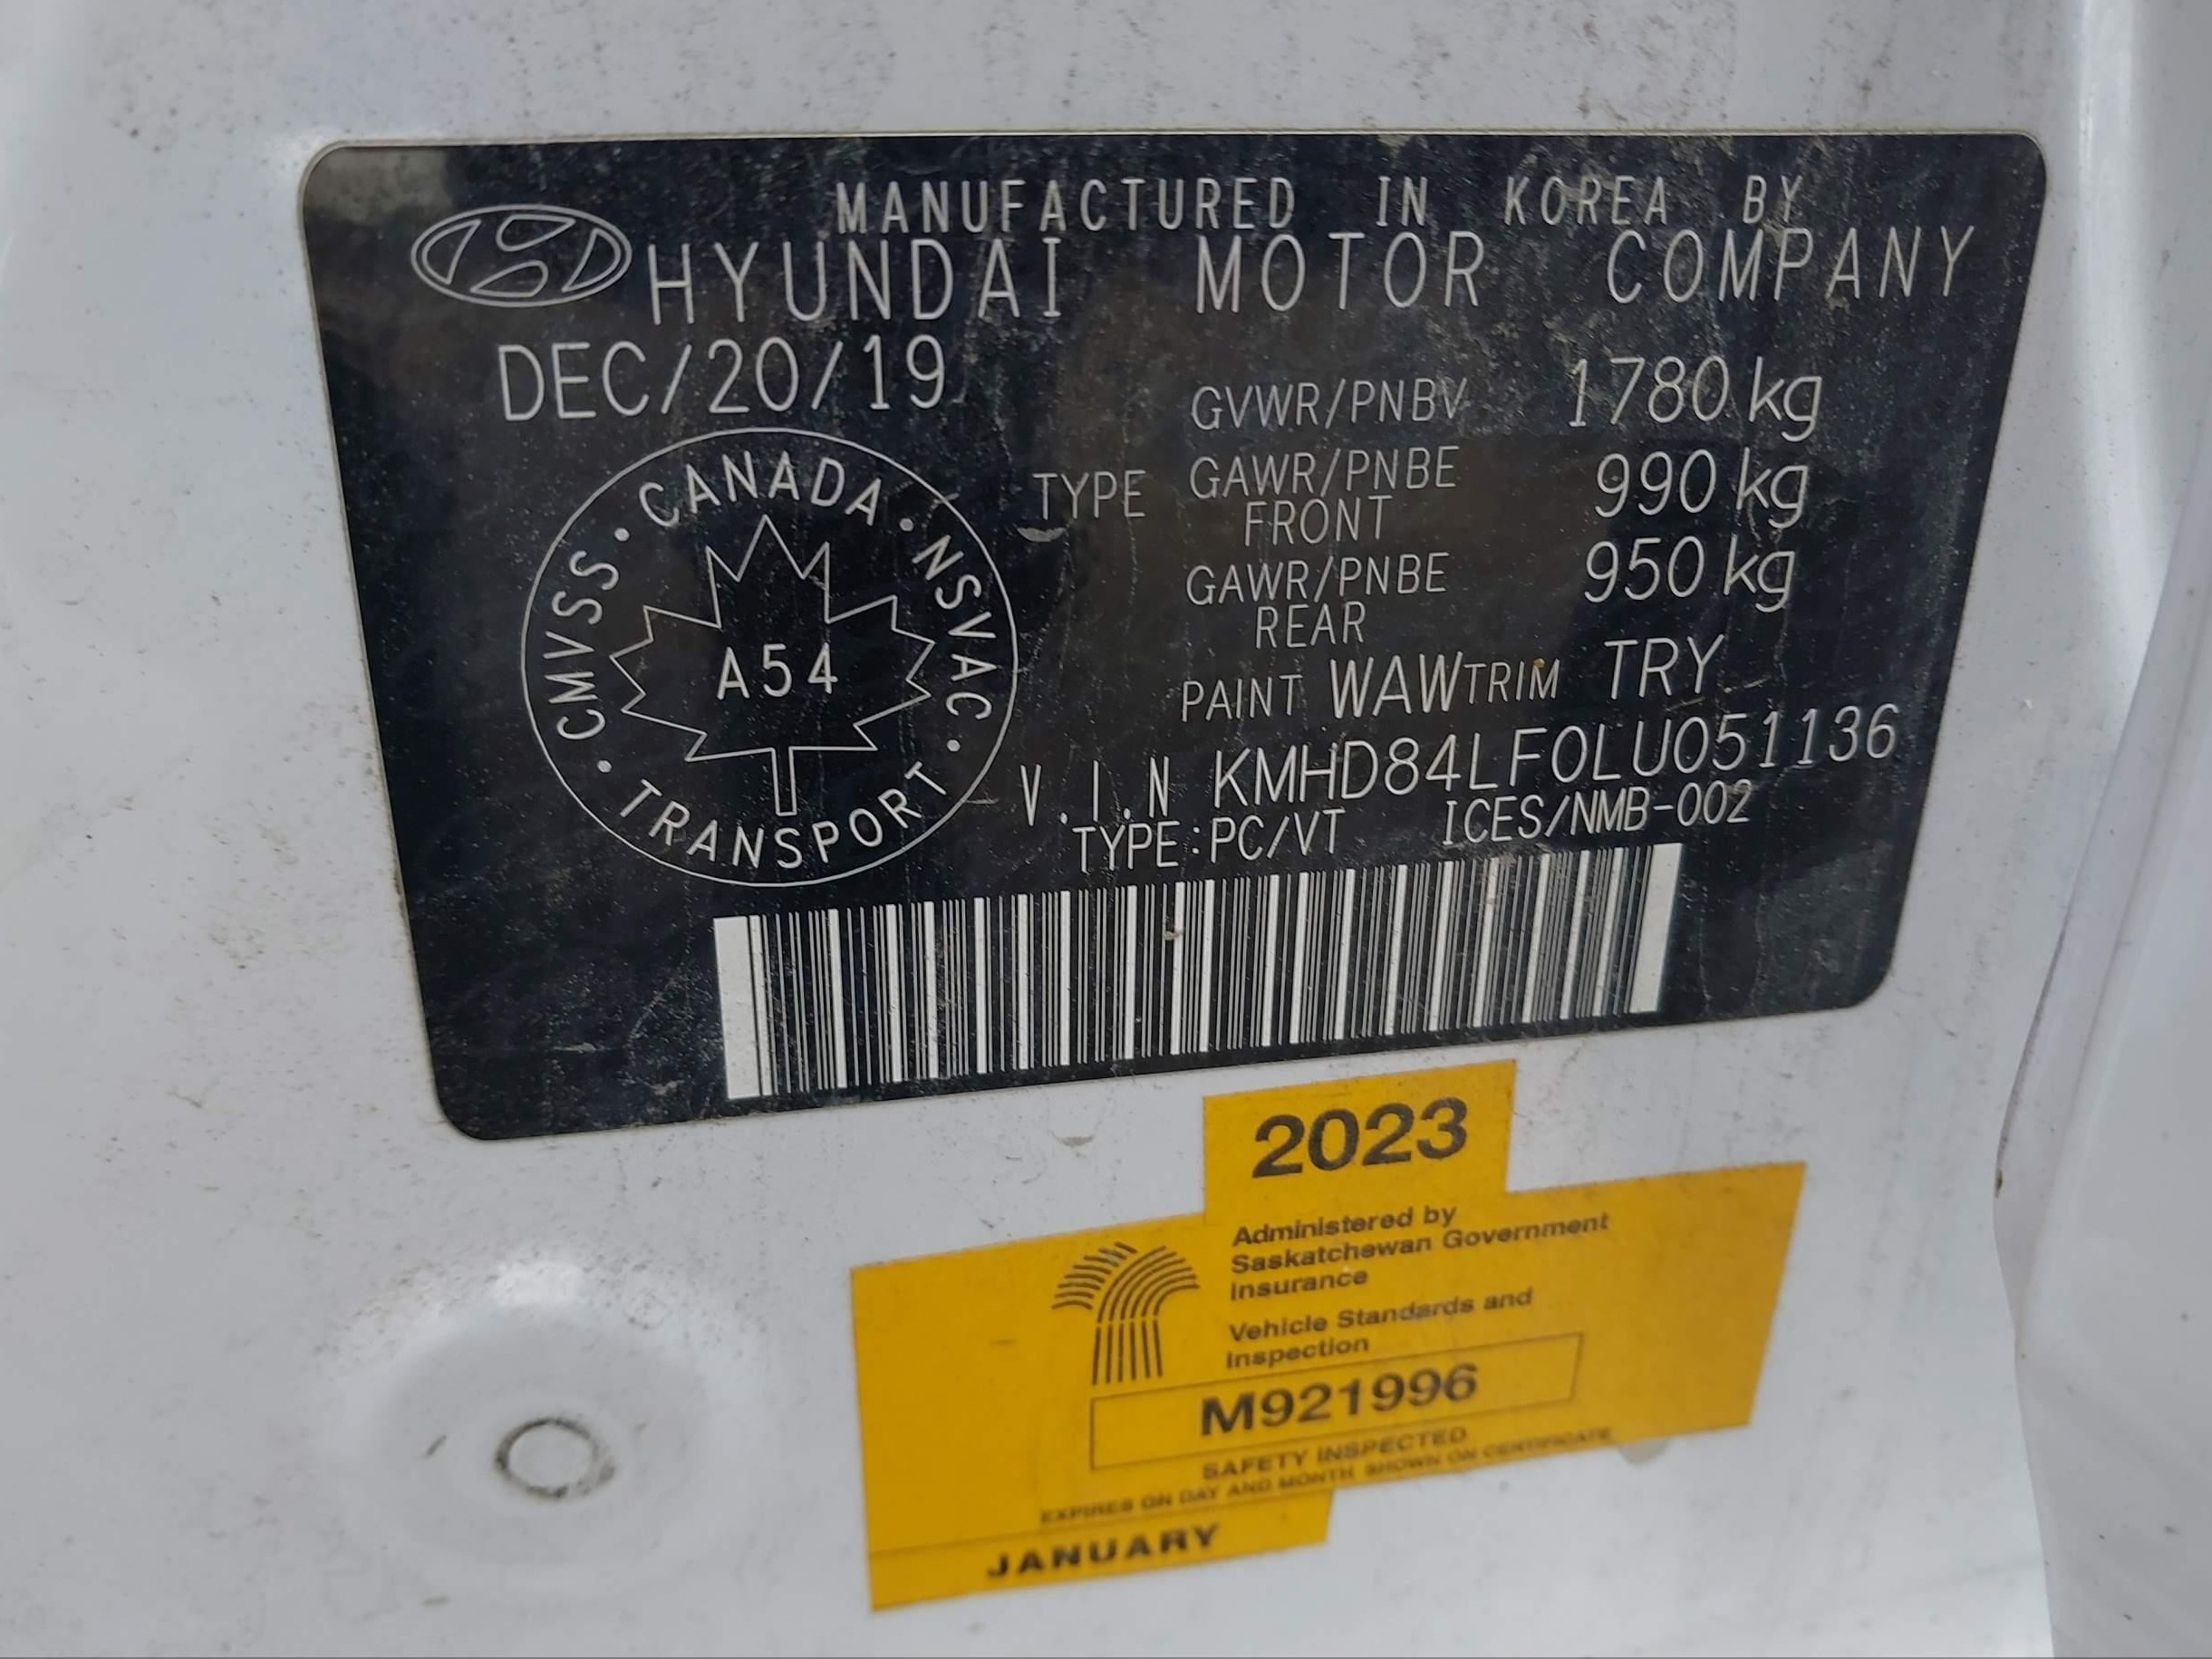 MANUFACTURED IN KOREA BY
HYUNDAI MOTOR COMPANY
DEC/20/19
GVWR/PNBV 1780 kg
TYPE GAWR/PNBE FRONT 990 kg
GAWR/PNBE REAR 950 kg
PAINT WAW TRIM TRY
V.I.N KMHD84LF0LU051136
TYPE:PC/VT ICES/NMB-002
CANADA · NSVAC · TRANSPORT · CMVSS ·
A54
2023
Administered by
Saskatchewan Government
Insurance
Vehicle Standards and
Inspection
M921996
SAFETY INSPECTED
EXPIRES ON DAY AND MONTH SHOWN ON CERTIFICATE
JANUARY